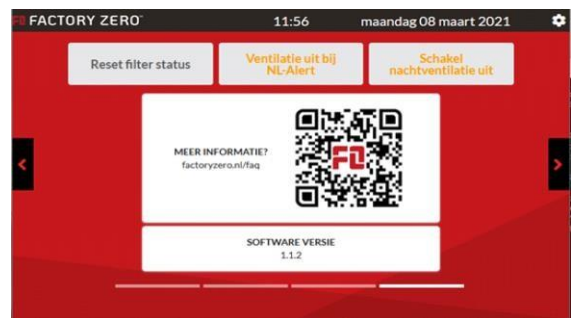 FACTORY ZERO
11:56
maandag 08 maart 2021
Reset filter status
Ventilatie uit bij
NL-Alert
Schakel
nachtventilatie uit
MEER INFORMATIE?
factoryzero.nl/faq
SOFTWARE VERSIE
1.1.2